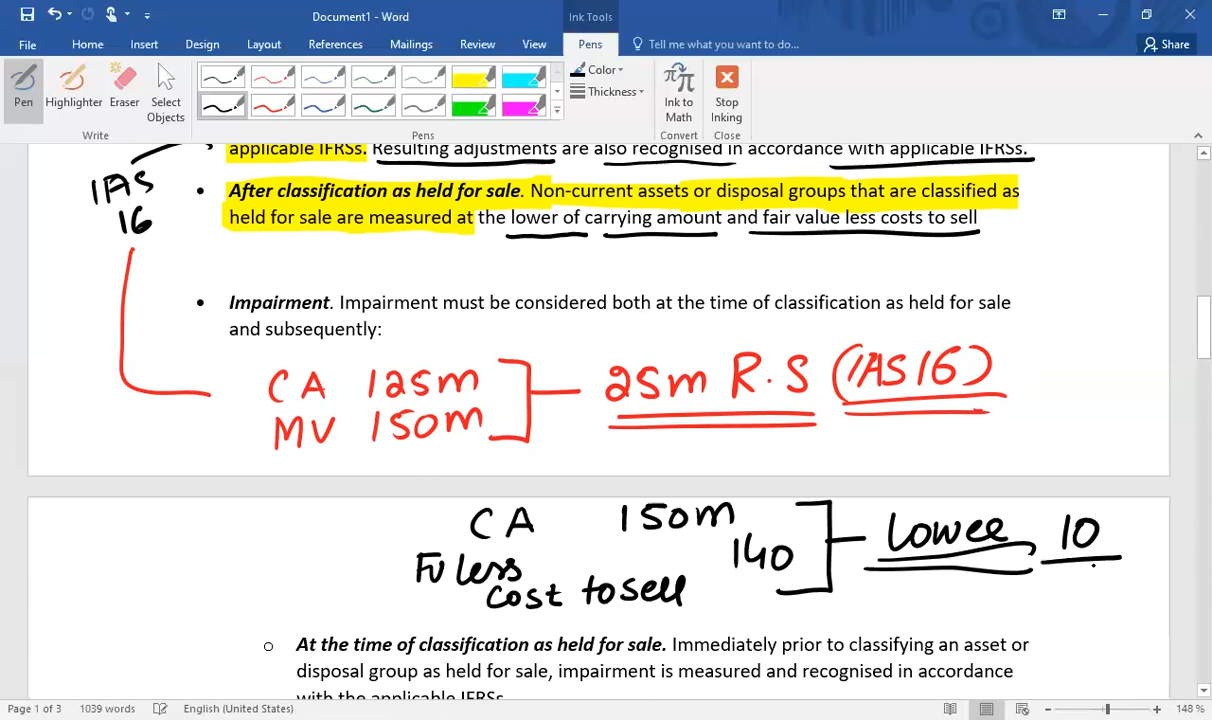 Document1 - Word
Ink Tools
File
Home
Insert
Design
Layout
References
Mailings
Review
View
Pens
Tell me what you want to do...
Share
Pen
Highlighter
Eraser
Select Objects
Color
Thickness
Ink to Math
Stop Inking
Write
Pens
Convert
Close
applicable IFRSs. Resulting adjustments are also recognised in accordance with applicable IFRSs.
IAS
16
• After classification as held for sale. Non-current assets or disposal groups that are classified as
held for sale are measured at the lower of carrying amount and fair value less costs to sell
• Impairment. Impairment must be considered both at the time of classification as held for sale
and subsequently:
CA 125m
MV 150m
25m R.S (IAS16)
CA 150m
FV less 140
cost to sell
Lower 10
o At the time of classification as held for sale. Immediately prior to classifying an asset or
disposal group as held for sale, impairment is measured and recognised in accordance
with the applicable IFRSs.
Page 1 of 3
1039 words
English (United States)
148 %